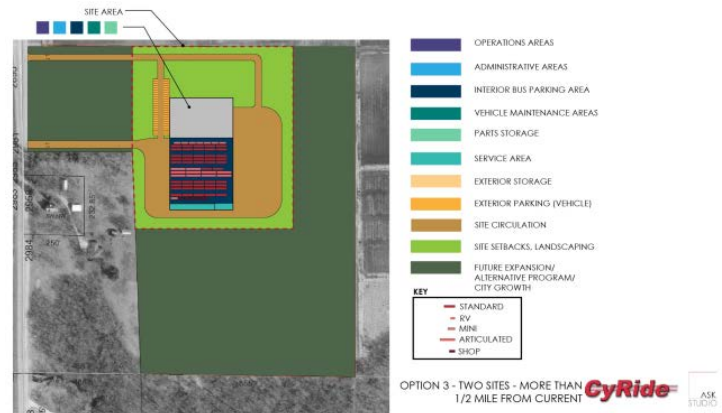 SITE AREA
OPERATIONS AREAS
ADMINISTRATIVE AREAS
INTERIOR BUS PARKING AREA
VEHICLE MAINTENANCE AREAS
PARTS STORAGE
SERVICE AREA
EXTERIOR STORAGE
EXTERIOR PARKING (VEHICLE)
SITE CIRCULATION
SITE SETBACKS, LANDSCAPING
FUTURE EXPANSION/
ALTERNATIVE PROGRAM/
CITY GROWTH
KEY
STANDARD
RV
MINI
ARTICULATED
SHOP
2984
250'
OPTION 3 - TWO SITES - MORE THAN
1/2 MILE FROM CURRENT
CyRide
ASK
STUDIO